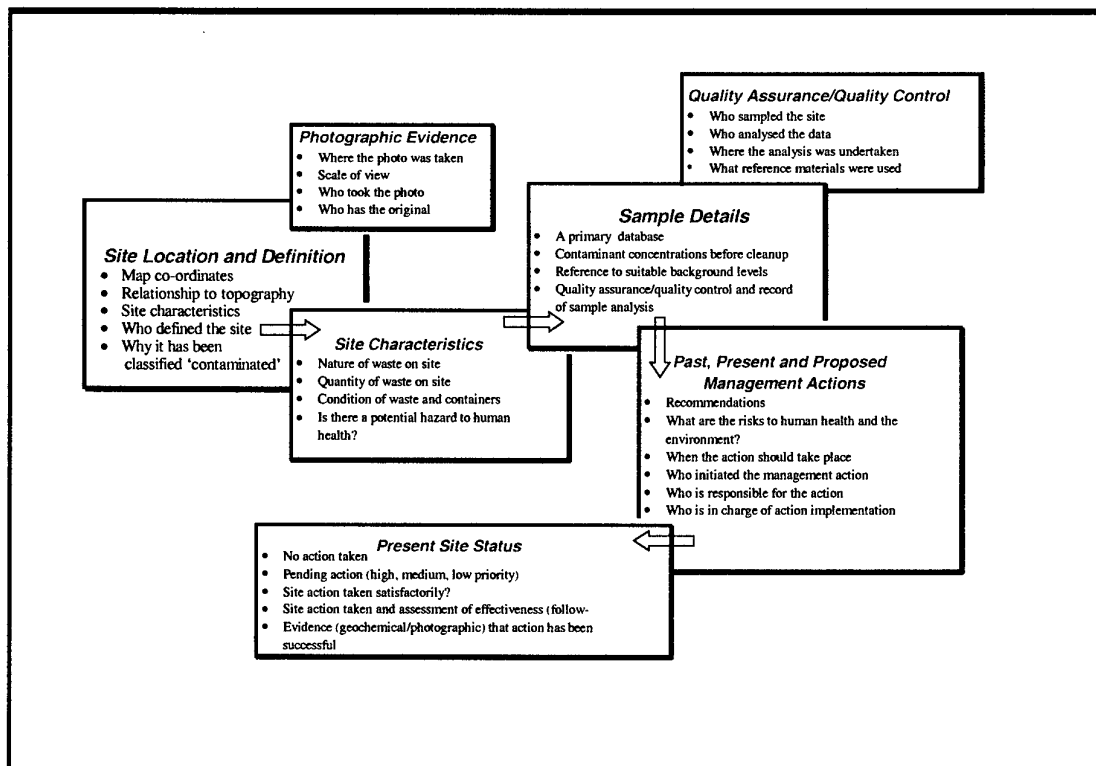 Quality Assurance/Quality Control
• Who sampled the site
• Who analysed the data
• Where the analysis was undertaken
• What reference materials were used
Photographic Evidence
• Where the photo was taken
• Scale of view
• Who took the photo
• Who has the original
Site Location and Definition
• Map co-ordinates
• Relationship to topography
• Site characteristics
• Who defined the site
• Why it has been
classified ‘contaminated’
Site Characteristics
• Nature of waste on site
• Quantity of waste on site
• Condition of waste and containers
• Is there a potential hazard to human
health?
Sample Details
• A primary database
• Contaminant concentrations before cleanup
• Reference to suitable background levels
• Quality assurance/quality control and record
of sample analysis
Past, Present and Proposed
Management Actions
• Recommendations
• What are the risks to human health and the
environment?
• When the action should take place
• Who initiated the management action
• Who is responsible for the action
• Who is in charge of action implementation
Present Site Status
• No action taken
• Pending action (high, medium, low priority)
• Site action taken satisfactorily?
• Site action taken and assessment of effectiveness (follow-
• Evidence (geochemical/photographic) that action has been
successful